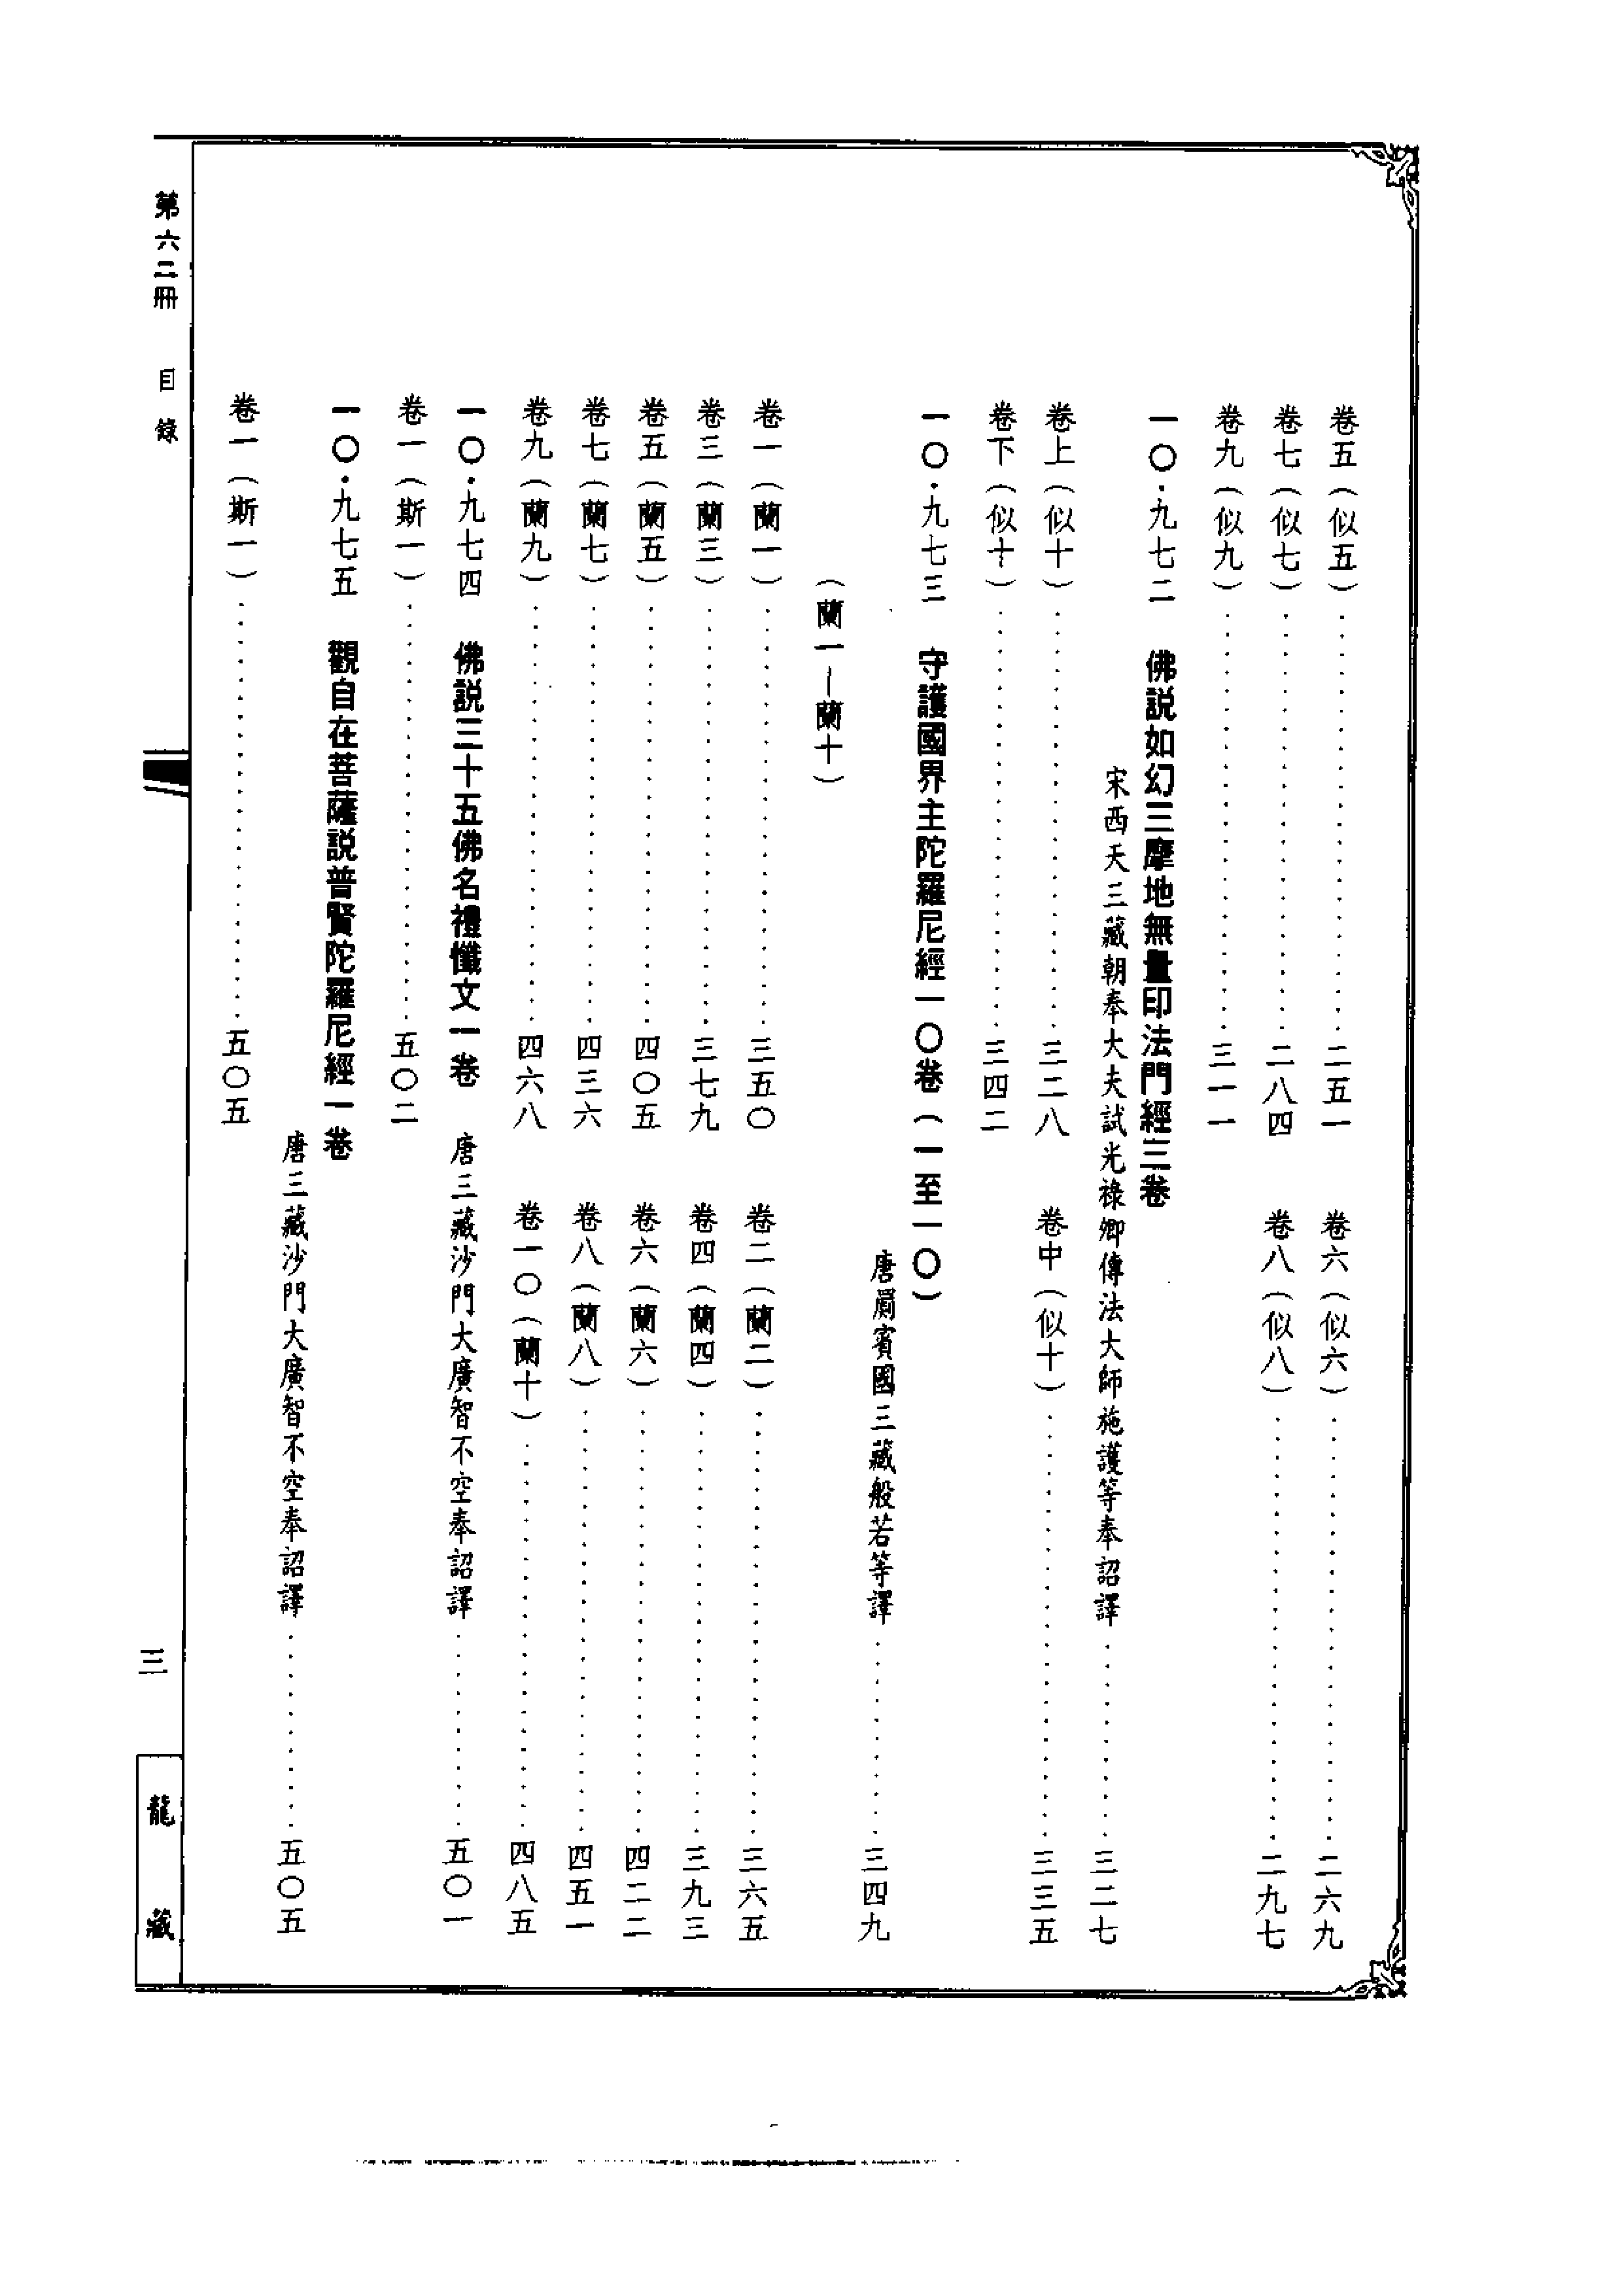 卷五（似五）………………二五一　卷六（似六）………………二六九
卷七（似七）………………二八四　卷八（似八）………………二九七
卷九（似九）………………三一一
一〇·九七二　佛説如幻三摩地無量印法門經三卷
宋西天三藏朝奉大夫試光祿卿傳法大師施護等奉詔譯………三二七
卷上（似十）………………三二八　卷中（似十）………………三三五
卷下（似十）………………三四二
一〇·九七三　守護國界主陀羅尼經一〇卷（一至一〇）
唐罽賓國三藏般若等譯………三四九
（蘭一—蘭十）
卷一（蘭一）………………三五〇　卷二（蘭二）………………三六五
卷三（蘭三）………………三七九　卷四（蘭四）………………三九三
卷五（蘭五）………………四〇五　卷六（蘭六）………………四二二
卷七（蘭七）………………四三六　卷八（蘭八）………………四五一
卷九（蘭九）………………四六八　卷一〇（蘭十）………………四八五
一〇·九七四　佛説三十五佛名禮懺文一卷　唐三藏沙門大廣智不空奉詔譯………五〇一
卷一（斯一）………………五〇二
一〇·九七五　觀自在菩薩説普賢陀羅尼經一卷
唐三藏沙門大廣智不空奉詔譯………五〇五
卷一（斯一）………………五〇五
第六二冊　目錄
三
龍藏